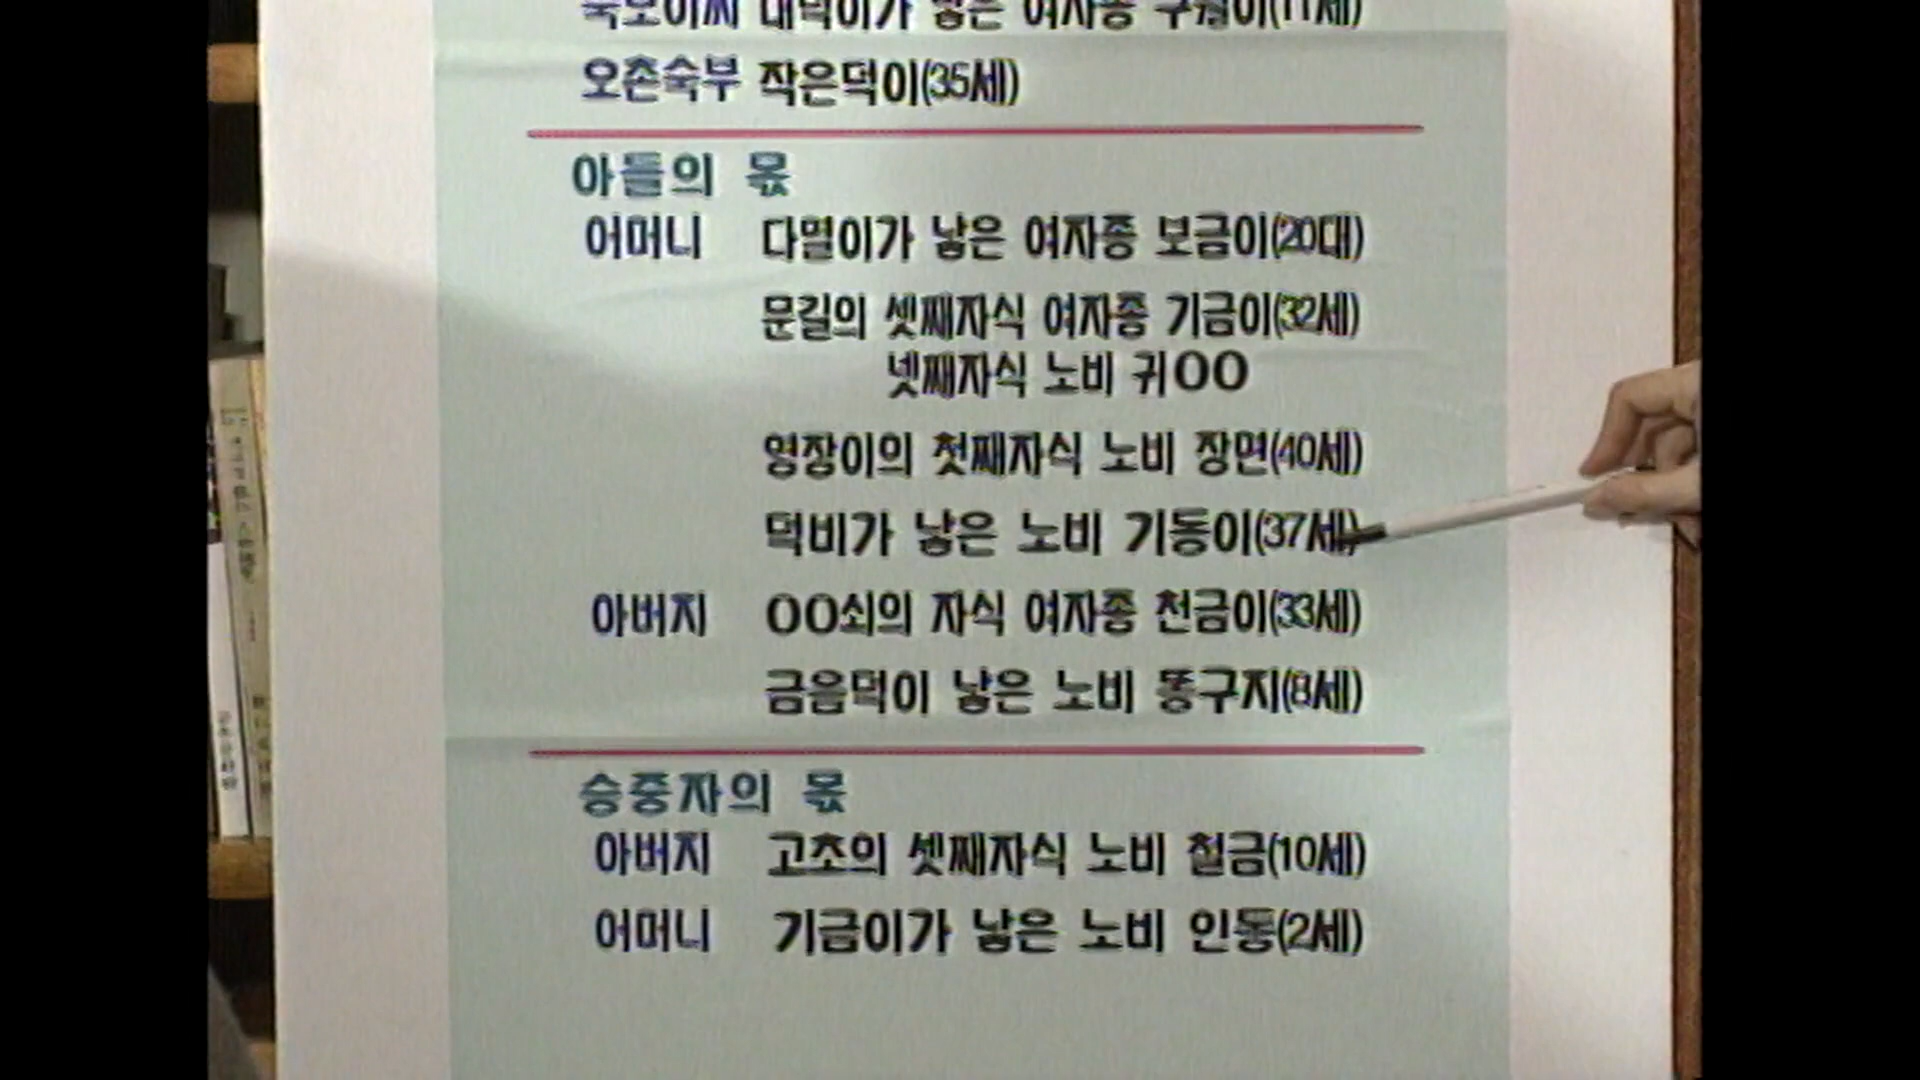 낳은 여자종
오촌숙부 작은덕이(35세)
아들의 몫
어머니 다멸이가 낳은 여자종 보금이(20대)
문길의 셋째자식 여자종 기금이(32세)
넷째자식 노비 귀OO
영장이의 첫째자식 노비 장면(40세)
덕비가 낳은 노비 기동이(37세)
아버지 OO쇠의 자식 여자종 천금이(33세)
금음덕이 낳은 노비 똥구지(8세)
승중자의 몫
아버지 고초의 셋째자식 노비 철금(10세)
어머니 기금이가 낳은 노비 인동(2세)